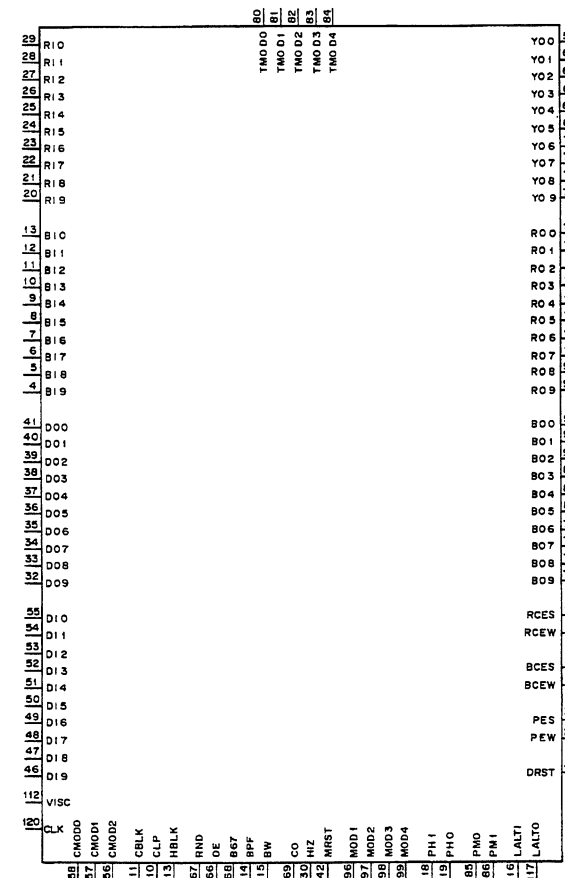 80 81 82 83 84
TMOD0 TMOD1 TMOD2 TMOD3 TMOD4
29 RI0
28 RI1
27 RI2
26 RI3
25 RI4
24 RI5
23 RI6
22 RI7
21 RI8
20 RI9
13 BI0
12 BI1
11 BI2
10 BI3
9 BI4
8 BI5
7 BI6
6 BI7
5 BI8
4 BI9
41 DO0
40 DO1
39 DO2
38 DO3
37 DO4
36 DO5
35 DO6
34 DO7
33 DO8
32 DO9
55 DI0
54 DI1
53 DI2
52 DI3
51 DI4
50 DI5
49 DI6
48 DI7
47 DI8
46 DI9
112 VISC
120 CLK
YO0
YO1
YO2
YO3
YO4
YO5
YO6
YO7
YO8
YO9
RO0
RO1
RO2
RO3
RO4
RO5
RO6
RO7
RO8
RO9
BO0
BO1
BO2
BO3
BO4
BO5
BO6
BO7
BO8
BO9
RCES
RCEW
BCES
BCEW
PES
PEW
DRST
CMOD0 CMOD1 CMOD2 CBLK CLP HBLK RND OE B67 BPF BW CO HIZ MRST MOD1 MOD2 MOD3 MOD4 PHI PHO PMO PMI LALTI LALTO
58 57 56 11 10 13 67 66 68 14 15 69 30 42 96 97 98 99 18 19 85 86 16 17